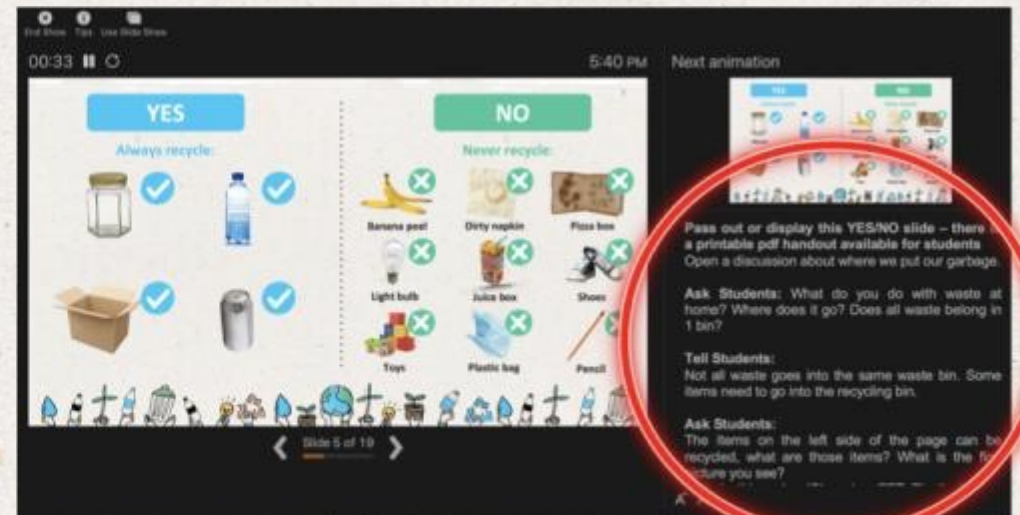 End Show Tips Use Slide Show
00:33
5:40 PM
Next animation
YES
NO
Always recycle:
Never recycle:
Banana peel
Dirty napkin
Pizza box
Light bulb
Juice box
Shoes
Toys
Plastic bag
Pencil
Slide 5 of 19
YES
NO
Pass out or display this YES/NO slide – there
a printable pdf handout available for students
Open a discussion about where we put our garbage.
Ask Students: What do you do with waste at
home? Where does it go? Does all waste belong in
1 bin?
Tell Students:
Not all waste goes into the same waste bin. Some
items need to go into the recycling bin.
Ask Students:
The items on the left side of the page can be
recycled, what are those items? What is the
picture you see?